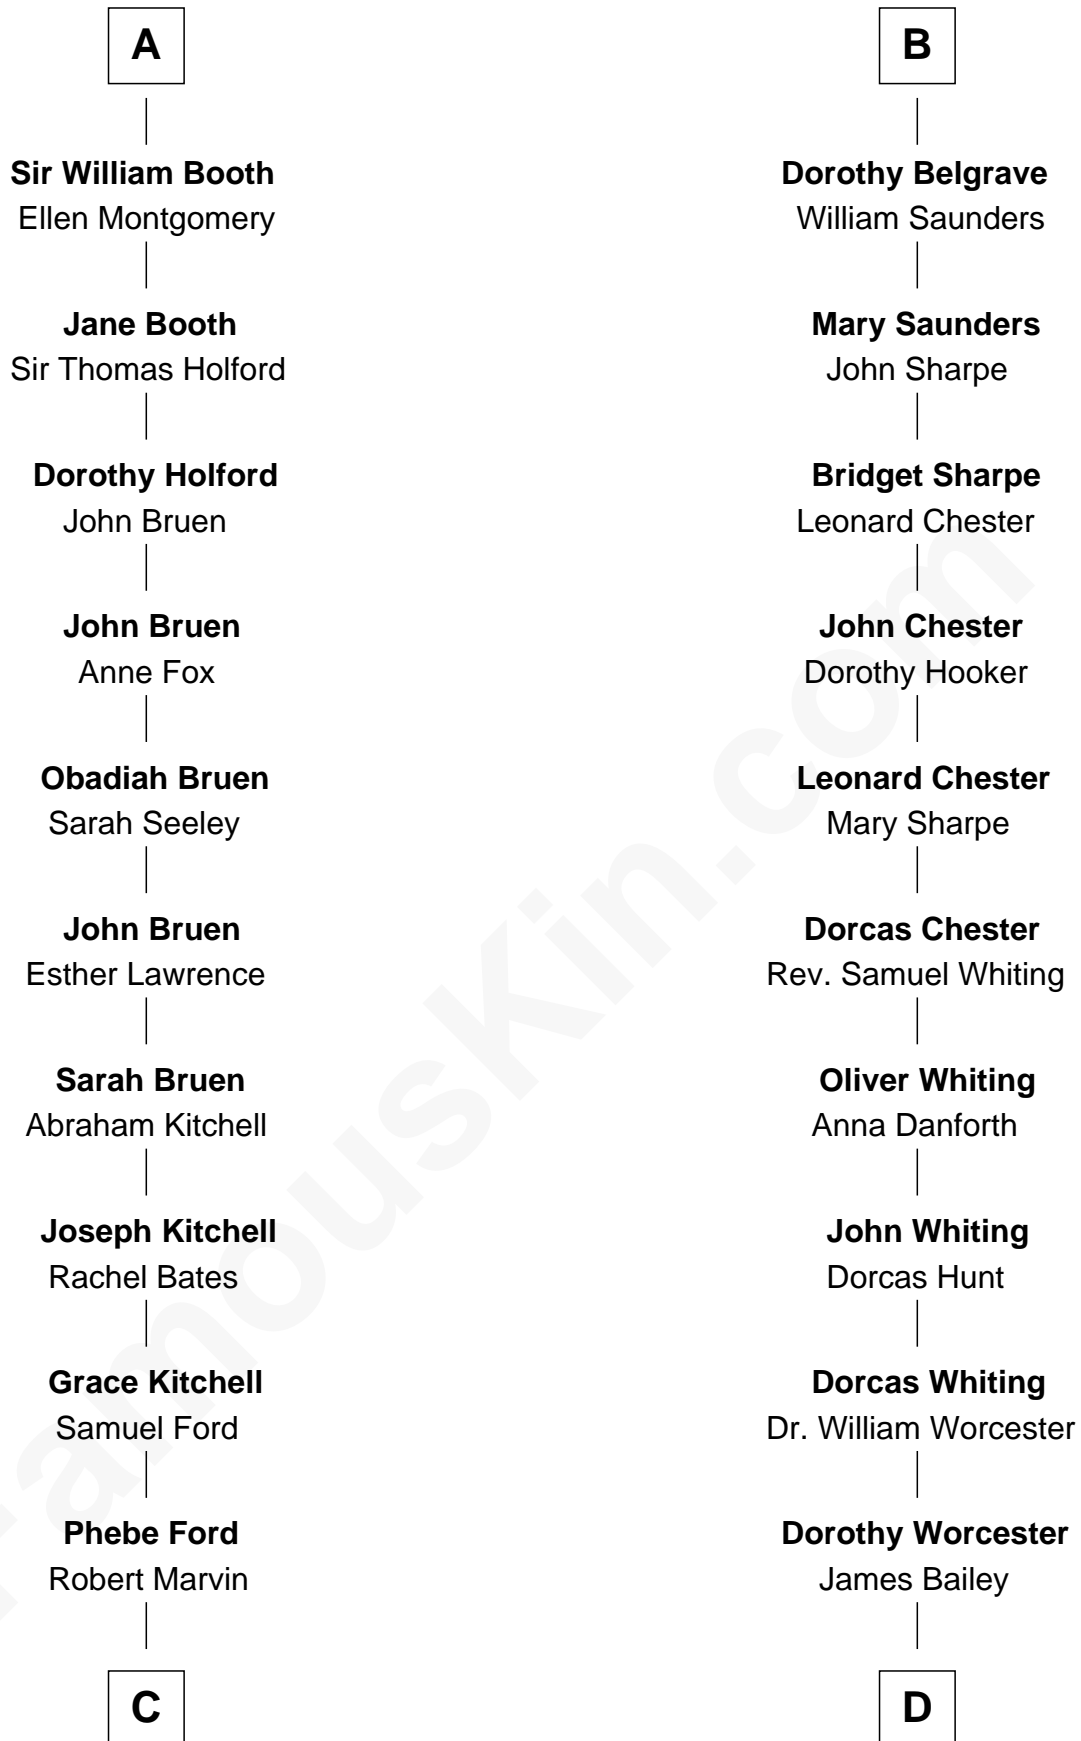 A
Sir William Booth
Ellen Montgomery
Jane Booth
Sir Thomas Holford
Dorothy Holford
John Bruen
John Bruen
Anne Fox
Obadiah Bruen
Sarah Seeley
John Bruen
Esther Lawrence
Sarah Bruen
Abraham Kitchell
Joseph Kitchell
Rachel Bates
Grace Kitchell
Samuel Ford
Phebe Ford
Robert Marvin
C
B
Dorothy Belgrave
William Saunders
Mary Saunders
John Sharpe
Bridget Sharpe
Leonard Chester
John Chester
Dorothy Hooker
Leonard Chester
Mary Sharpe
Dorcas Chester
Rev. Samuel Whiting
Oliver Whiting
Anna Danforth
John Whiting
Dorcas Hunt
Dorcas Whiting
Dr. William Worcester
Dorothy Worcester
James Bailey
D
FamousKin.com